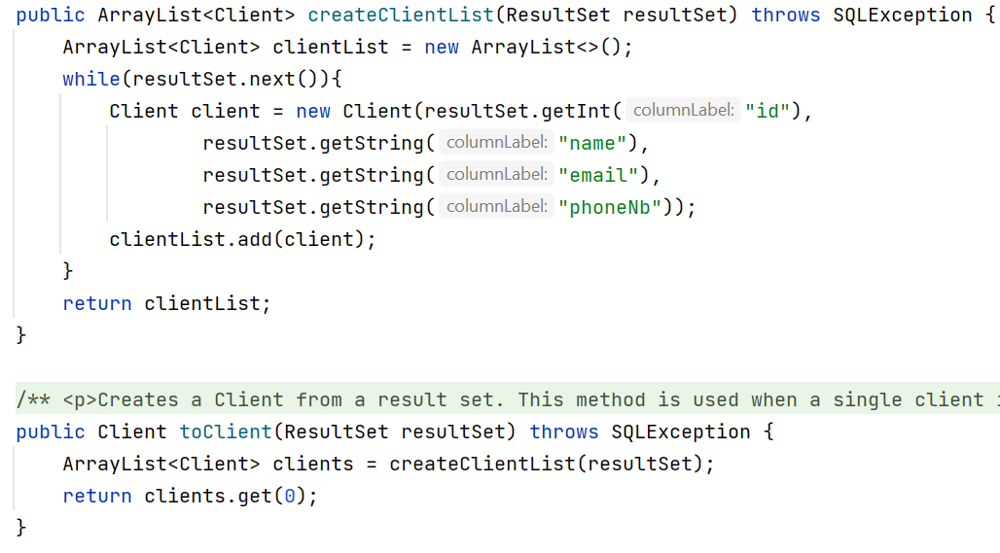 public ArrayList<Client> createClientList(ResultSet resultSet) throws SQLException {
ArrayList<Client> clientList = new ArrayList<>();
while(resultSet.next()){
Client client = new Client(resultSet.getInt( columnLabel: "id"),
resultSet.getString( columnLabel: "name"),
resultSet.getString( columnLabel: "email"),
resultSet.getString( columnLabel: "phoneNb"));
clientList.add(client);
}
return clientList;
}
/** <p>Creates a Client from a result set. This method is used when a single client
public Client toClient(ResultSet resultSet) throws SQLException {
ArrayList<Client> clients = createClientList(resultSet);
return clients.get(0);
}